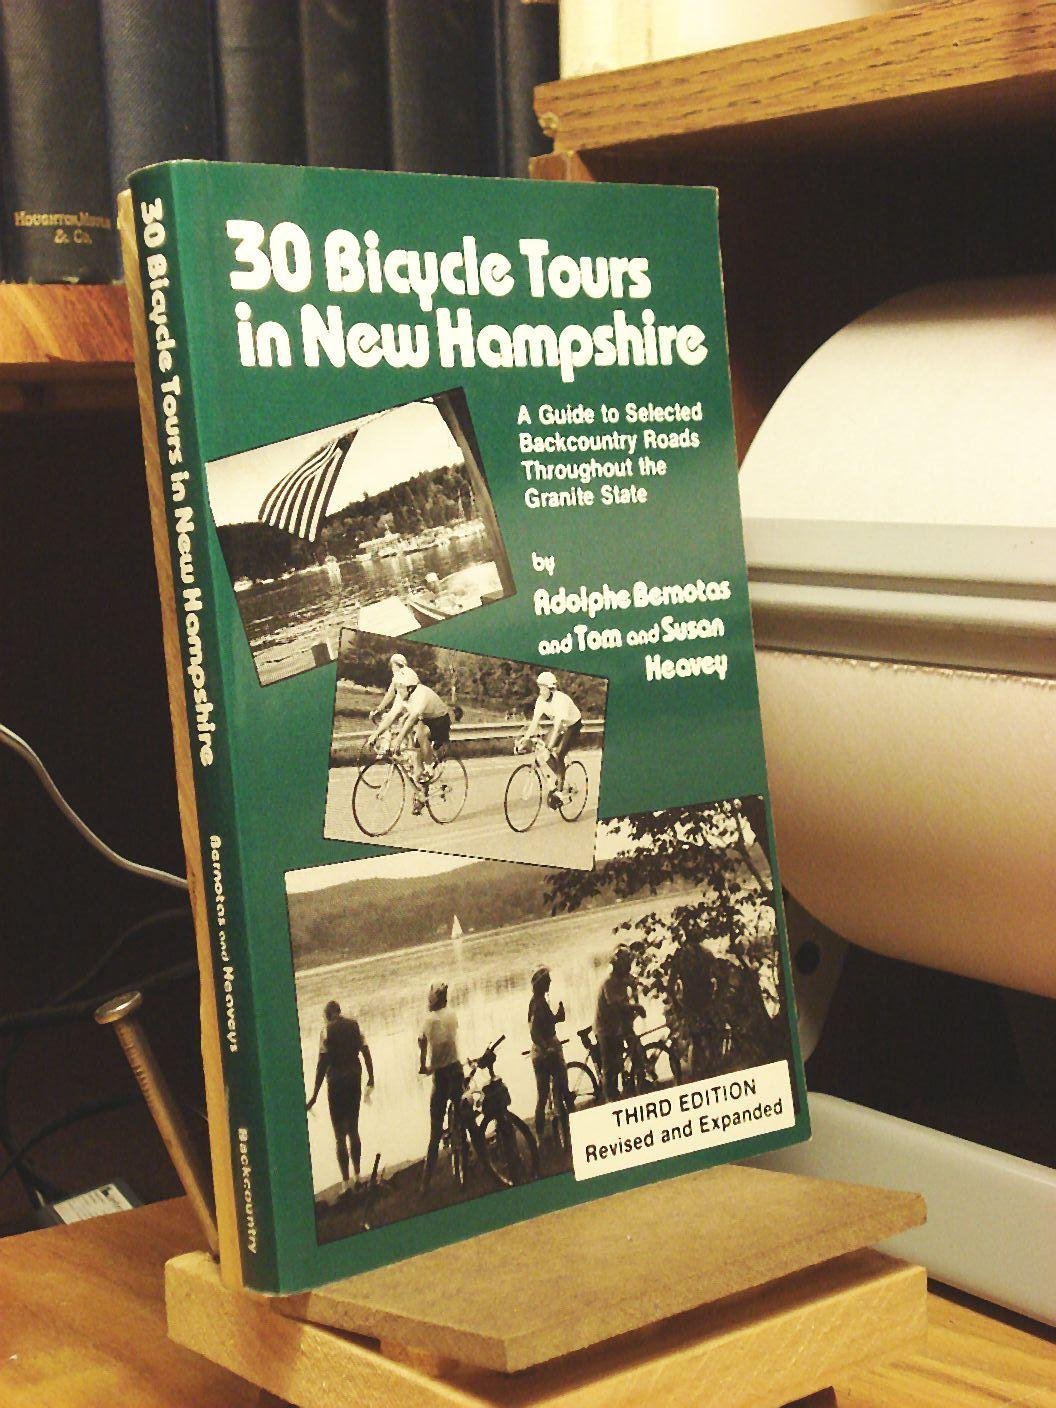 HOUGHTON, MIFFLIN
& Co.
30 Bicycle Tours in New Hampshire
Bernotas and Heaveys
Backcountry
30 Bicycle Tours
in New Hampshire
A Guide to Selected
Backcountry Roads
Throughout the
Granite State
by
Adolphe Bernotas
and Tom and Susan
Heavey
THIRD EDITION
Revised and Expanded